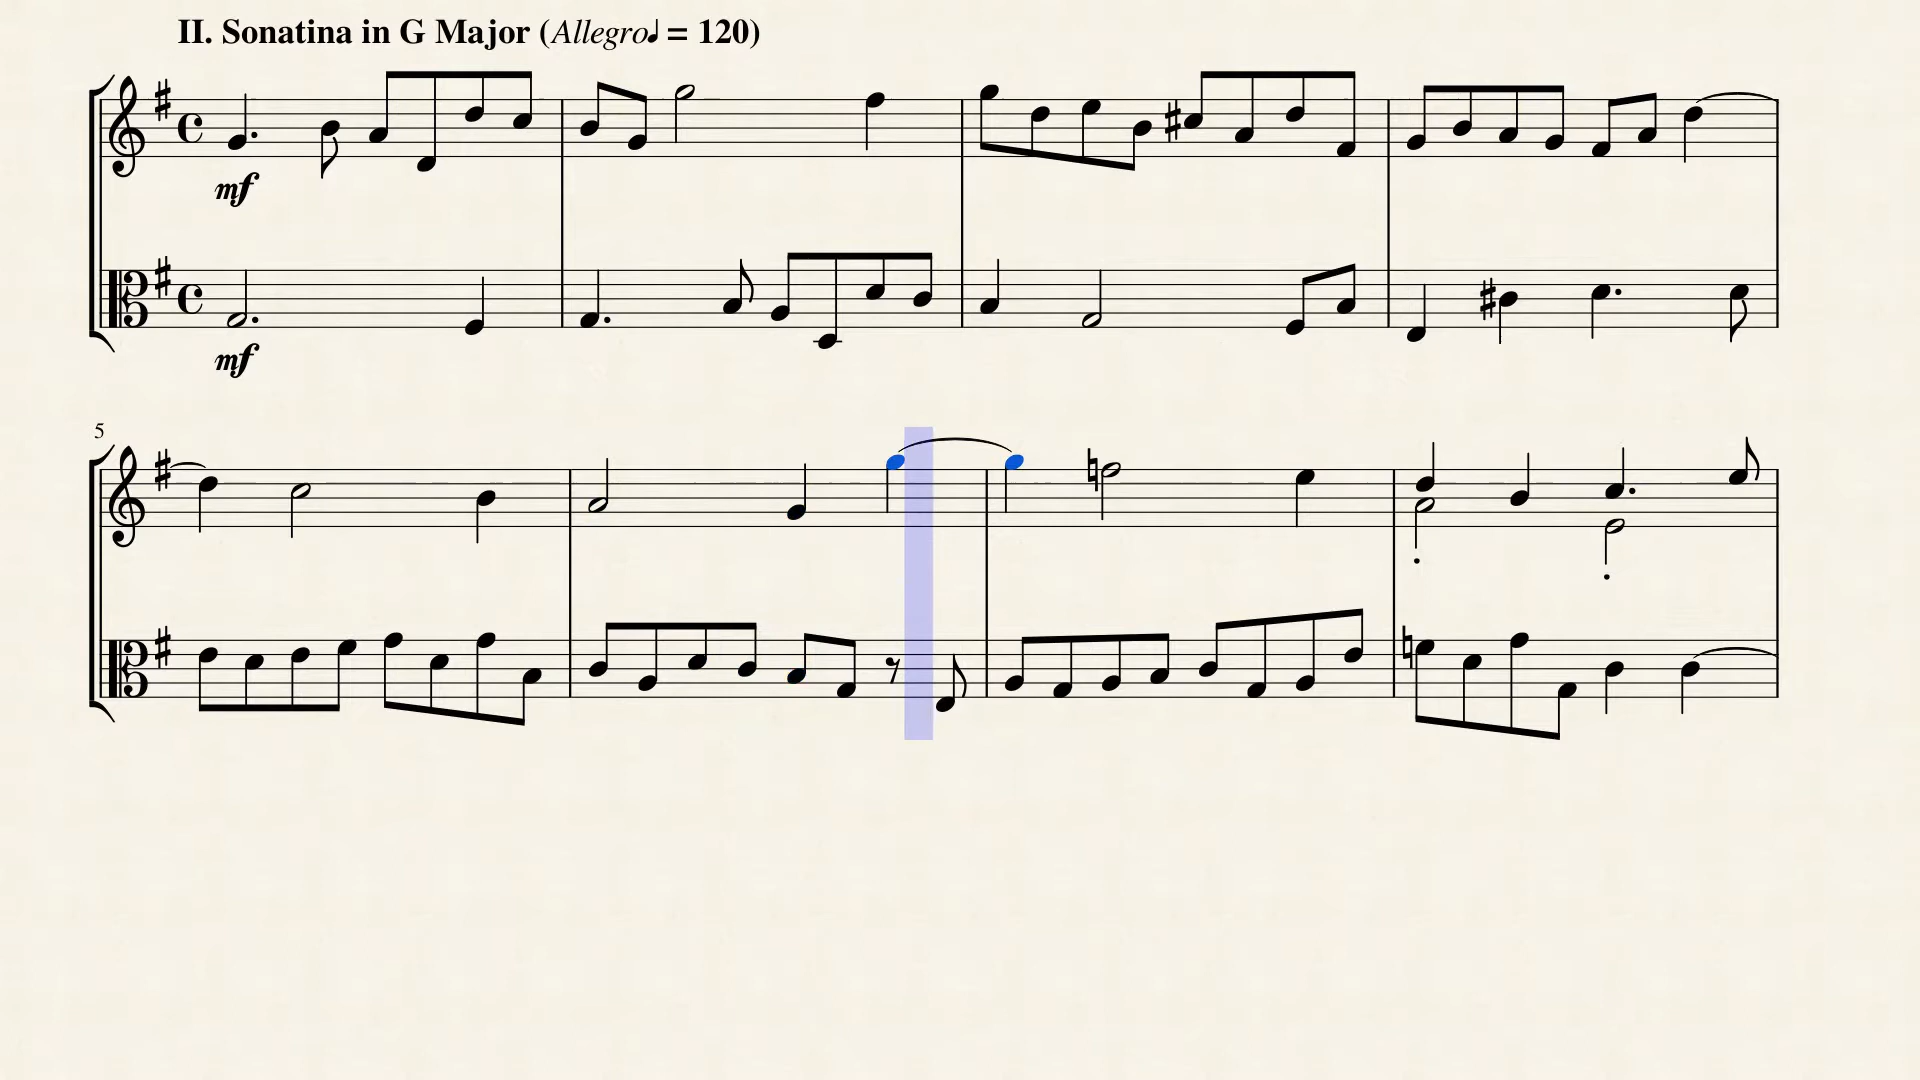 II. Sonatina in G Major (Allegro♩ = 120)
mf
mf
5